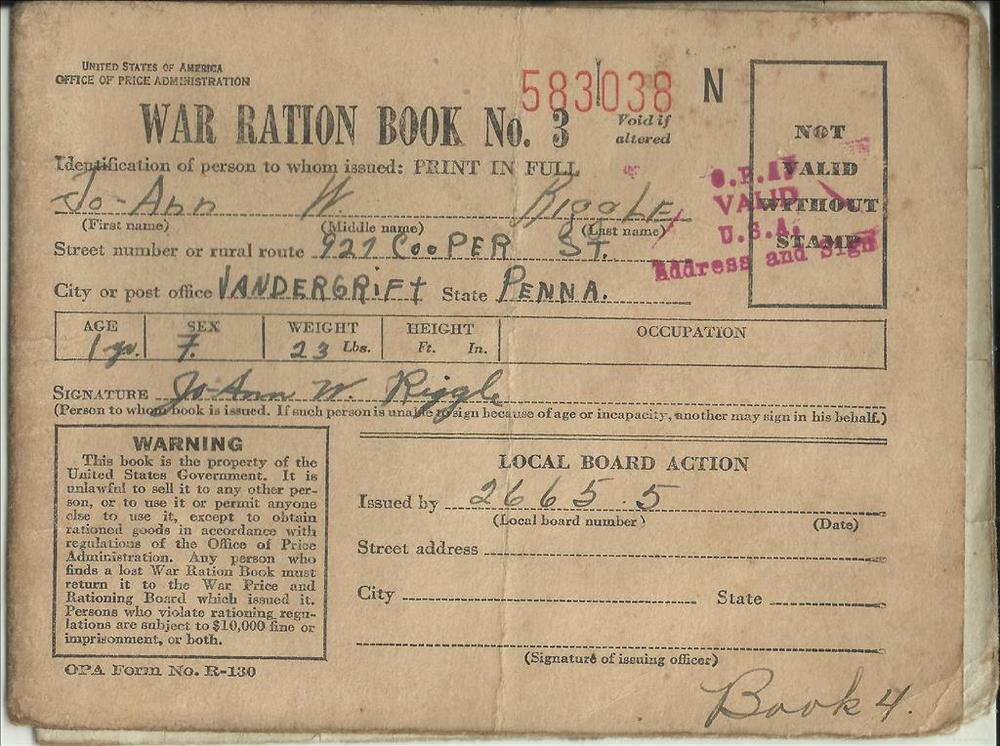 UNITED STATES OF AMERICA
OFFICE OF PRICE ADMINISTRATION
583038 N
WAR RATION BOOK No. 3
Void if
altered
NOT
VALID
WITHOUT
STAMP
O.P.A.
VALID
U.S.A.
Address and Sign
Identification of person to whom issued: PRINT IN FULL
Jo-Ann W. RIGGLE
(First name) (Middle name) (Last name)
Street number or rural route 927 COOPER ST.
City or post office VANDERGRIFT State PENNA.
AGE SEX WEIGHT HEIGHT OCCUPATION
1 yr. F. 23 Lbs. Ft. In.
SIGNATURE Jo-Ann W. Riggle
(Person to whom book is issued. If such person is unable to sign because of age or incapacity, another may sign in his behalf.)
WARNING
This book is the property of the
United States Government. It is
unlawful to sell it to any other per-
son, or to use it or permit anyone
else to use it, except to obtain
rationed goods in accordance with
regulations of the Office of Price
Administration. Any person who
finds a lost War Ration Book must
return it to the War Price and
Rationing Board which issued it.
Persons who violate rationing regu-
lations are subject to $10,000 fine or
imprisonment, or both.
OPA Form No. R-130
LOCAL BOARD ACTION
Issued by 2665.5
(Local board number) (Date)
Street address
City State
(Signature of issuing officer)
Book 4.